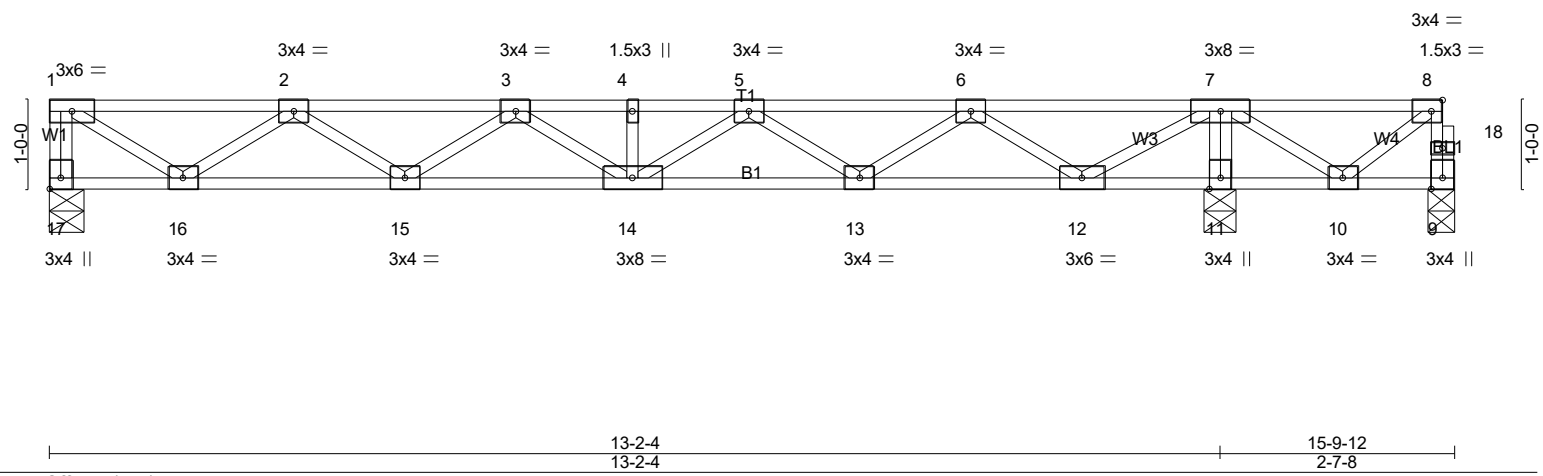 3x4 =
3x4 = 3x4 = 1.5x3 || 3x4 = 3x4 = 3x8 = 1.5x3 =
3x6 =
1 2 3 4 5 6 7 8
T1
W1 W3 W4 18
BL1
1-0-0 1-0-0
B1
17 16 15 14 13 12 11 10 9
3x4 || 3x4 = 3x4 = 3x8 = 3x4 = 3x6 = 3x4 || 3x4 = 3x4 ||
13-2-4 15-9-12
13-2-4 2-7-8